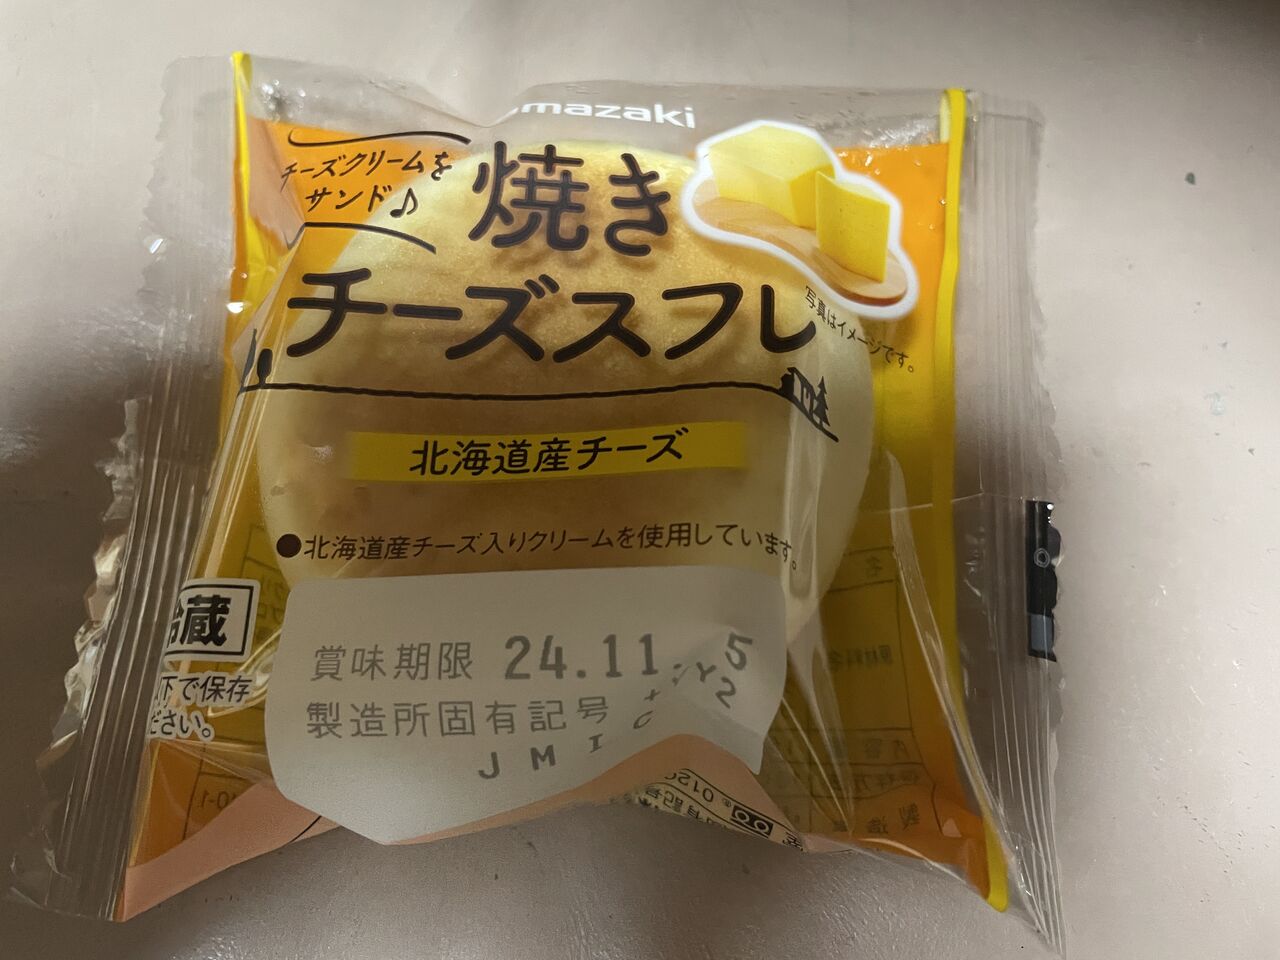 mazaki
チーズクリームを
サンド♪
焼き
チーズスフレ
写真はイメージです。
北海道産チーズ
●北海道産チーズ入りクリームを使用しています。
冷蔵
下で保存
ださい。
賞味期限 24.11. 5
製造所固有記号
JMI
0120